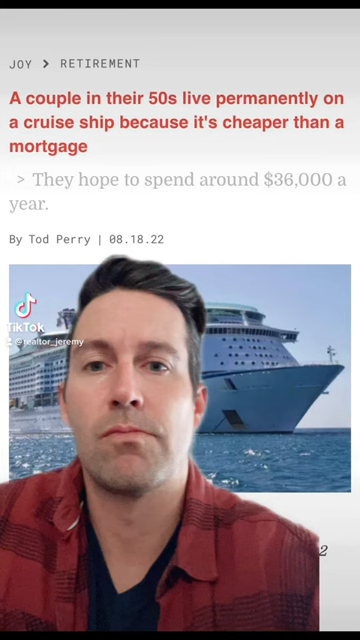 JOY > RETIREMENT
A couple in their 50s live permanently on
a cruise ship because it's cheaper than a
mortgage
> They hope to spend around $36,000 a
year.
By Tod Perry | 08.18.22
TikTok
@realtor_jeremy
2